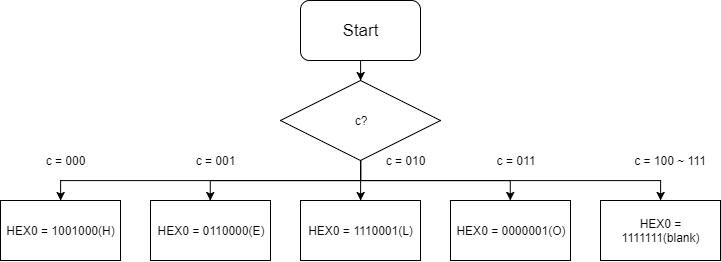 Start
c?
c = 000
c = 001
c = 010
c = 011
c = 100 ~ 111
HEX0 = 1001000(H)
HEX0 = 0110000(E)
HEX0 = 1110001(L)
HEX0 = 0000001(O)
HEX0 =
1111111(blank)